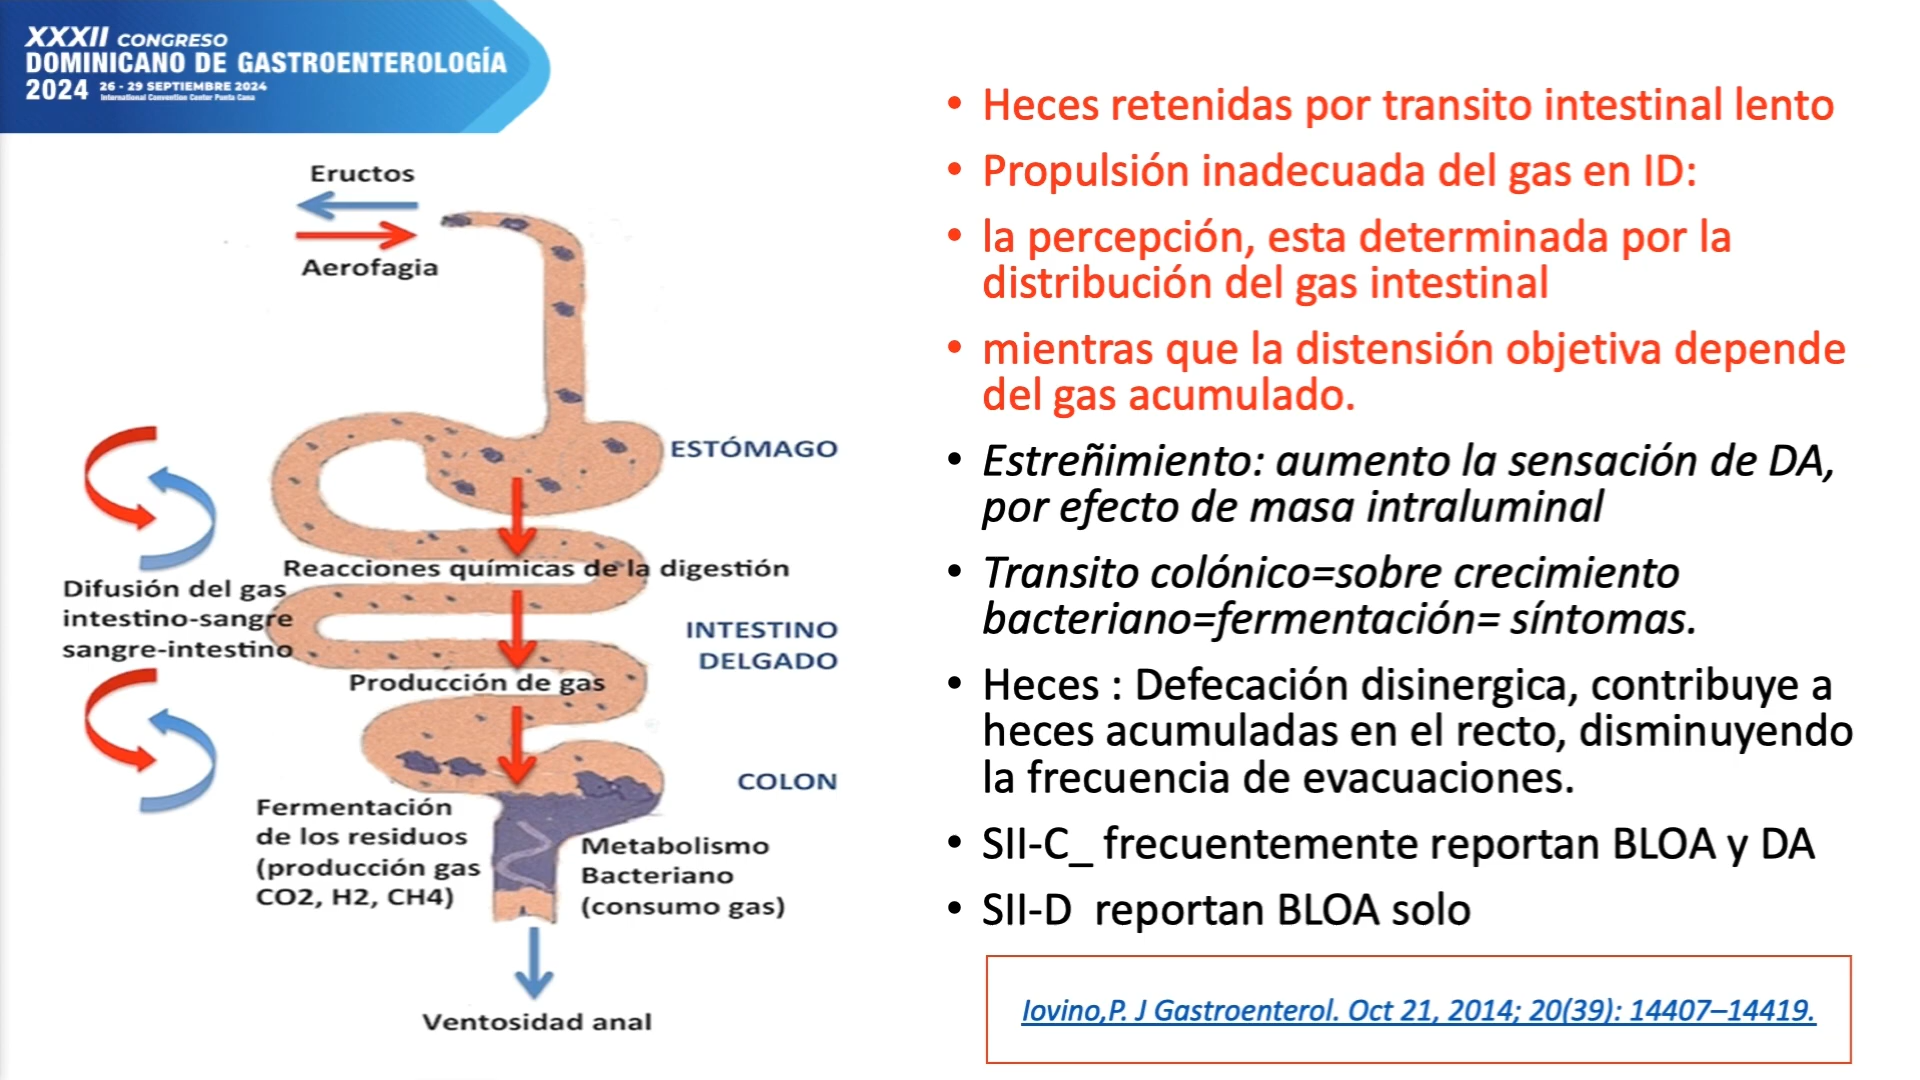 XXXII CONGRESO
DOMINICANO DE GASTROENTEROLOGÍA
2024 26 - 29 SEPTIEMBRE 2024
International Convention Center Punta Cana
Eructos
Aerofagia
ESTÓMAGO
Reacciones químicas de la digestión
Difusión del gas
intestino-sangre
sangre-intestino
INTESTINO
DELGADO
Producción de gas
COLON
Fermentación
de los residuos
(producción gas
CO2, H2, CH4)
Metabolismo
Bacteriano
(consumo gas)
Ventosidad anal
• Heces retenidas por transito intestinal lento
• Propulsión inadecuada del gas en ID:
• la percepción, esta determinada por la
distribución del gas intestinal
• mientras que la distensión objetiva depende
del gas acumulado.
• Estreñimiento: aumento la sensación de DA,
por efecto de masa intraluminal
• Transito colónico=sobre crecimiento
bacteriano=fermentación= síntomas.
• Heces : Defecación disinergica, contribuye a
heces acumuladas en el recto, disminuyendo
la frecuencia de evacuaciones.
• SII-C_ frecuentemente reportan BLOA y DA
• SII-D reportan BLOA solo
Iovino,P. J Gastroenterol. Oct 21, 2014; 20(39): 14407–14419.